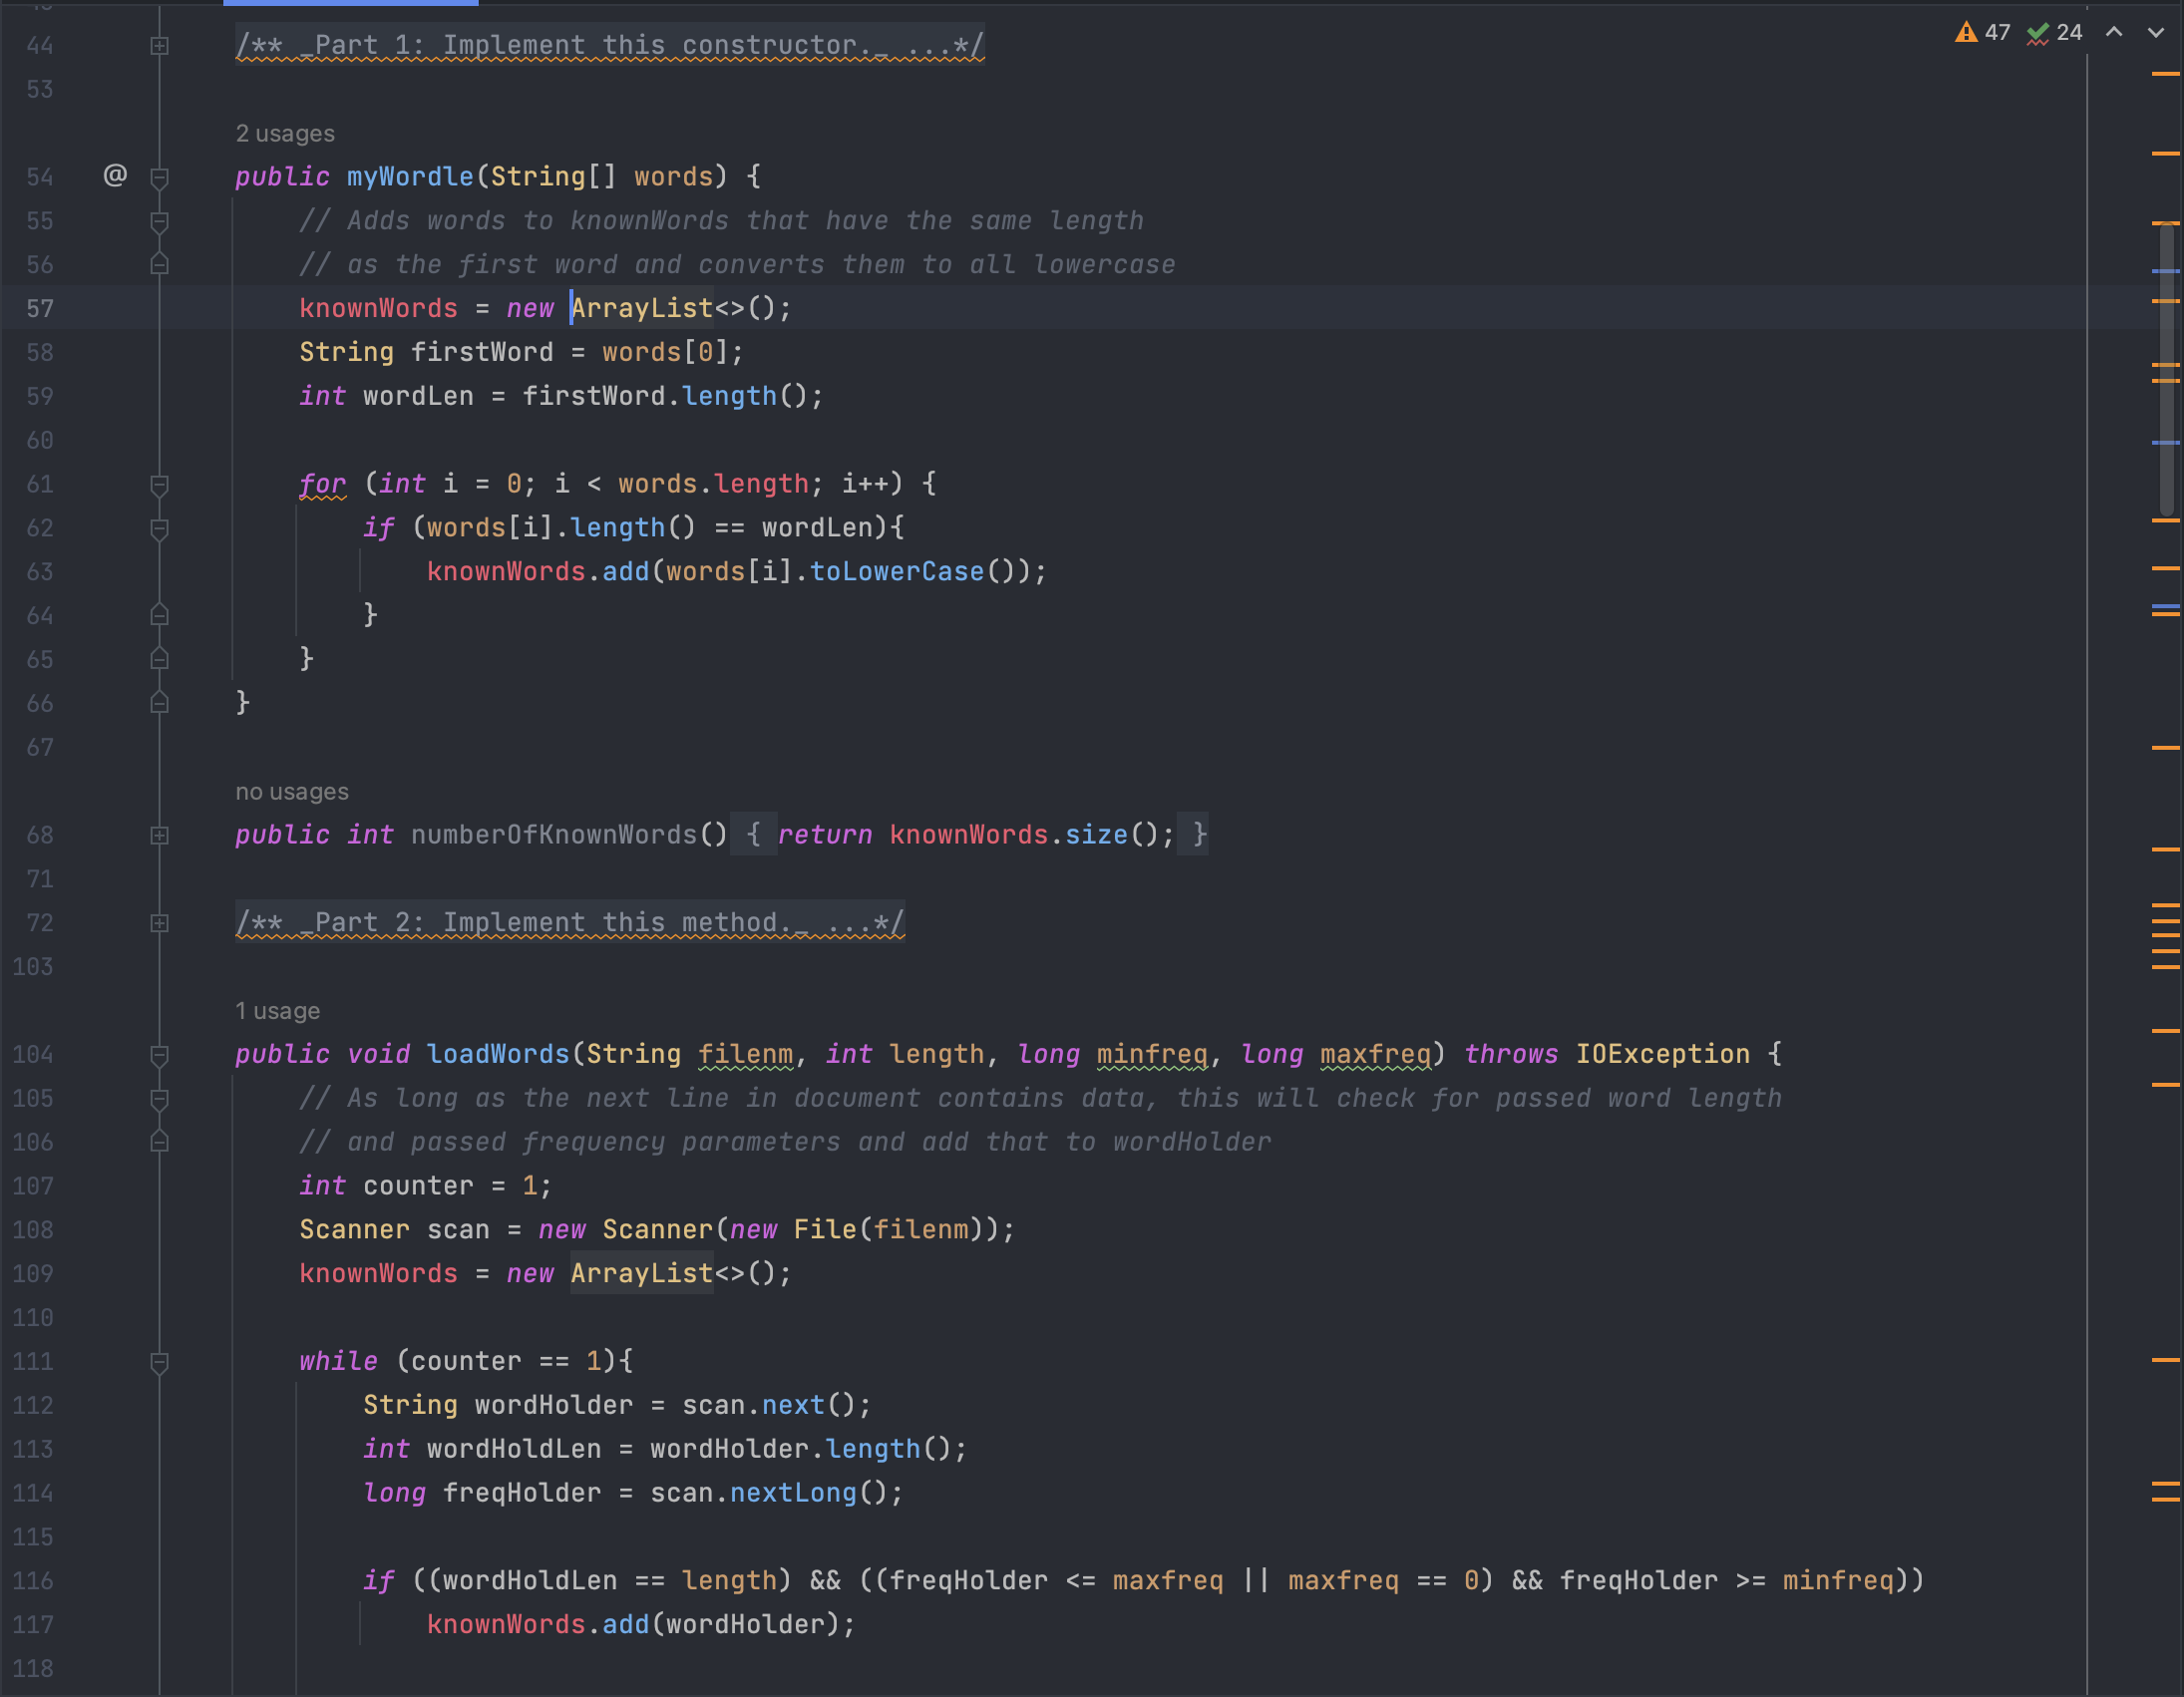 44 /** _Part 1: Implement this constructor._ ...*/
47 24
53
2 usages
54 @ public myWordle(String[] words) {
55 // Adds words to knownWords that have the same length
56 // as the first word and converts them to all lowercase
57 knownWords = new ArrayList<>();
58 String firstWord = words[0];
59 int wordLen = firstWord.length();
60
61 for (int i = 0; i < words.length; i++) {
62 if (words[i].length() == wordLen){
63 knownWords.add(words[i].toLowerCase());
64 }
65 }
66 }
67
no usages
68 public int numberOfKnownWords() { return knownWords.size(); }
71
72 /** _Part 2: Implement this method._ ...*/
103
1 usage
104 public void loadWords(String filenm, int length, long minfreq, long maxfreq) throws IOException {
105 // As long as the next line in document contains data, this will check for passed word length
106 // and passed frequency parameters and add that to wordHolder
107 int counter = 1;
108 Scanner scan = new Scanner(new File(filenm));
109 knownWords = new ArrayList<>();
110
111 while (counter == 1){
112 String wordHolder = scan.next();
113 int wordHoldLen = wordHolder.length();
114 long freqHolder = scan.nextLong();
115
116 if ((wordHoldLen == length) && ((freqHolder <= maxfreq || maxfreq == 0) && freqHolder >= minfreq))
117 knownWords.add(wordHolder);
118